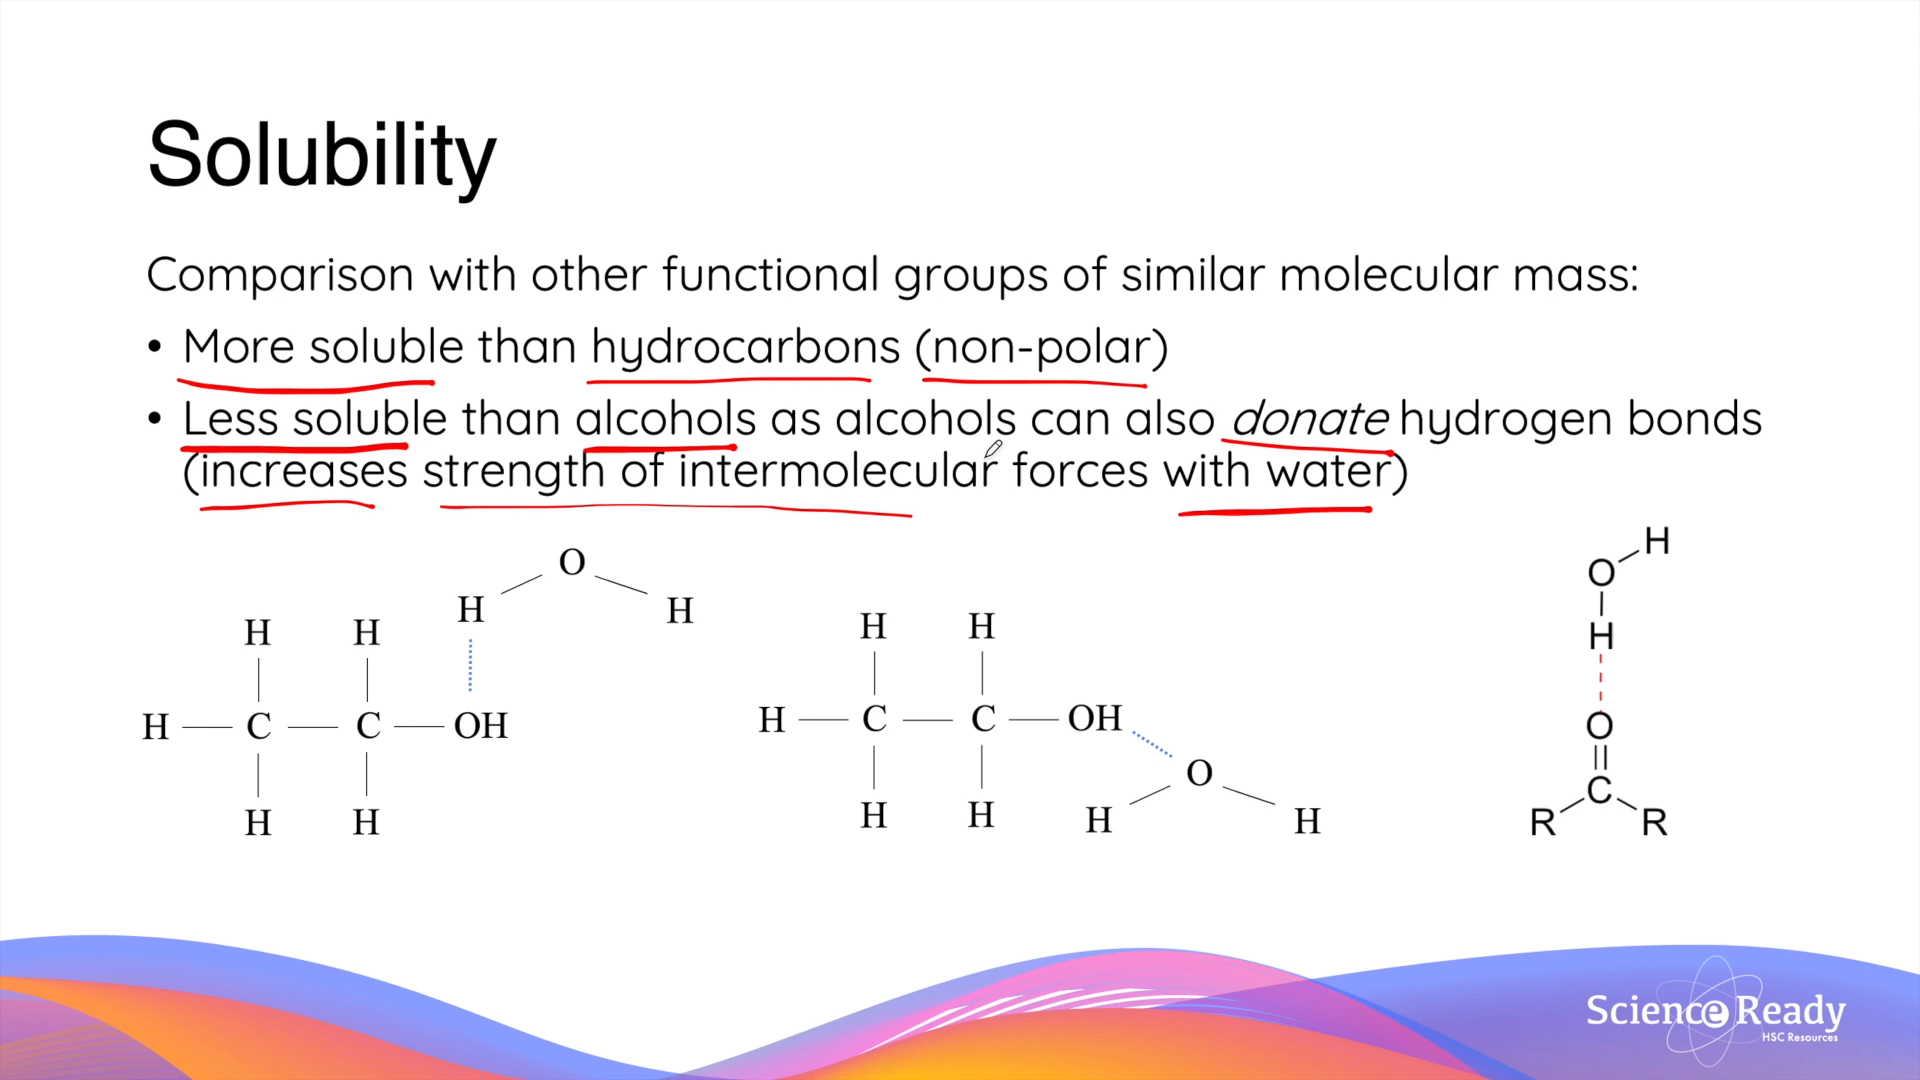 Solubility
Comparison with other functional groups of similar molecular mass:
• More soluble than hydrocarbons (non-polar)
• Less soluble than alcohols as alcohols can also donate hydrogen bonds
(increases strength of intermolecular forces with water)
O
H H
H H
H C C OH
H H
H H
H C C OH
O
H H H H
H
O
H
O
C
R R
Science Ready
HSC Resources